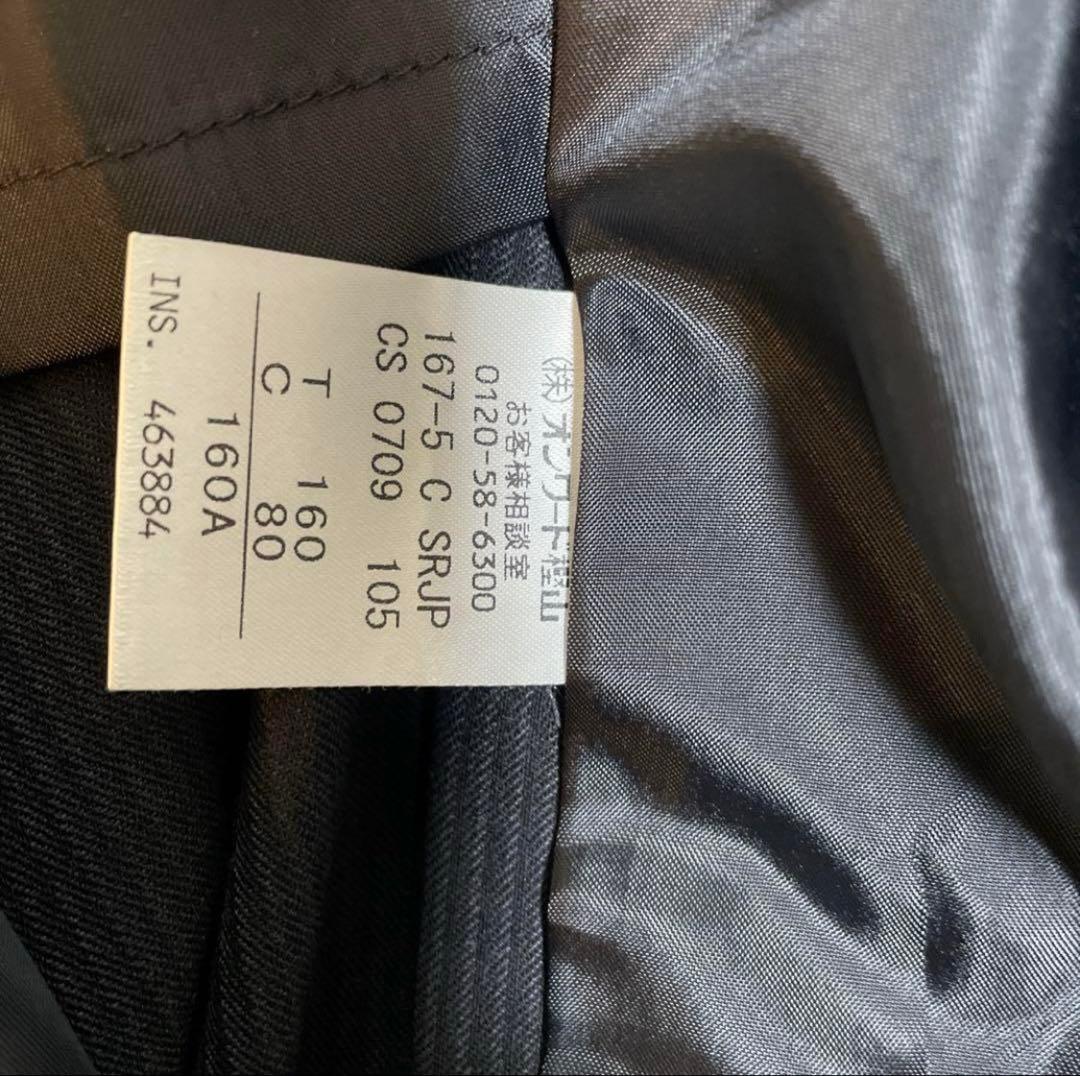 (株)オンワード樫山
お客様相談室
0120-58-6300
167-5 C SRJP
CS 0709 105
T 160
C 80
160A
INS. 463884